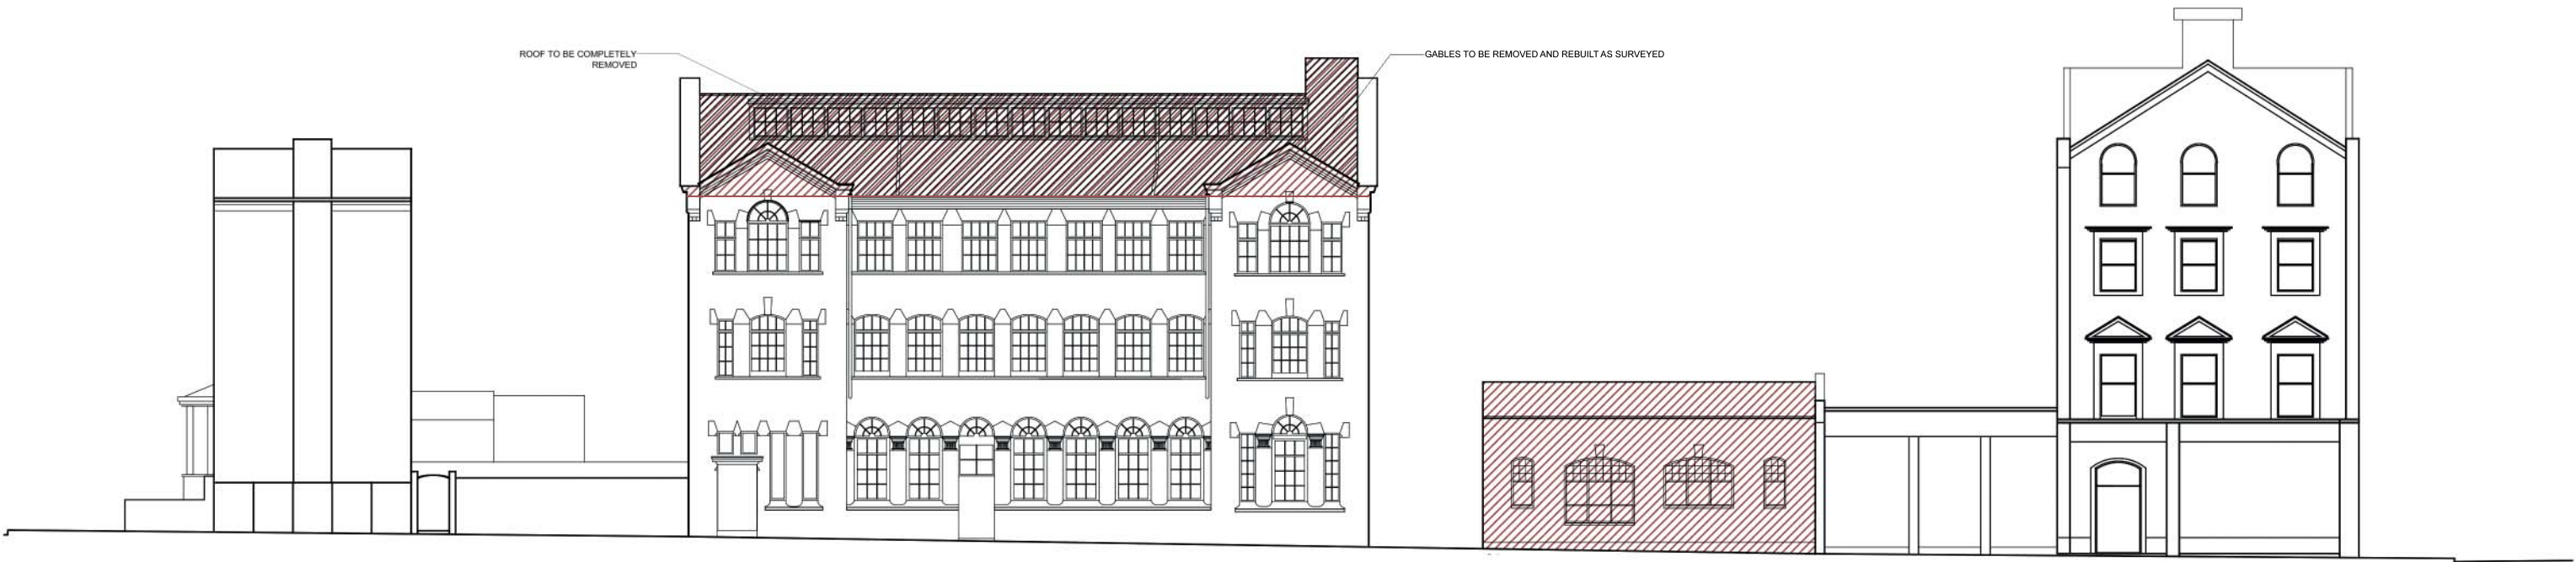 ROOF TO BE COMPLETELY
REMOVED
GABLES TO BE REMOVED AND REBUILT AS SURVEYED